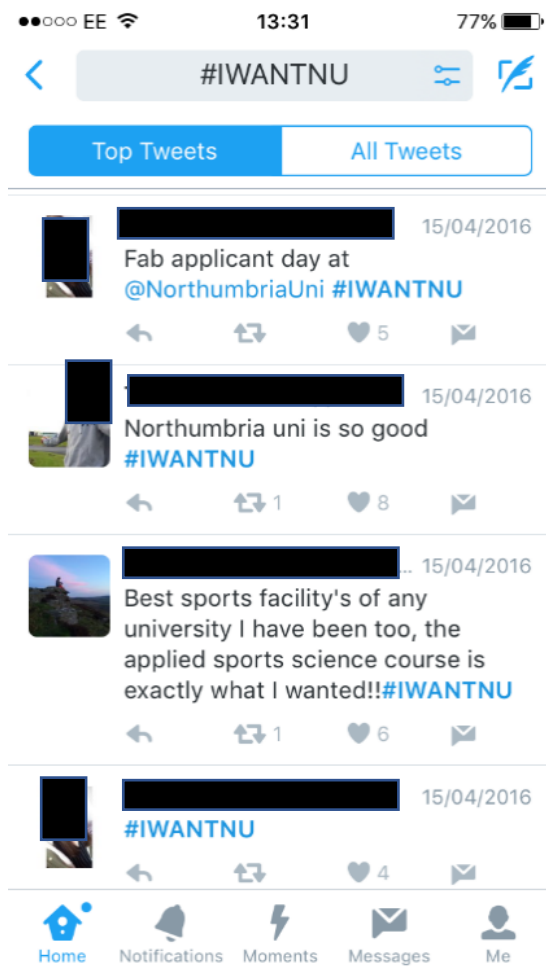 EE 13:31 77%
#IWANTNU
Top Tweets All Tweets
15/04/2016
Fab applicant day at
@NorthumbriaUni #IWANTNU
5
15/04/2016
Northumbria uni is so good
#IWANTNU
1 8
... 15/04/2016
Best sports facility's of any
university I have been too, the
applied sports science course is
exactly what I wanted!!#IWANTNU
1 6
15/04/2016
#IWANTNU
4
Home Notifications Moments Messages Me